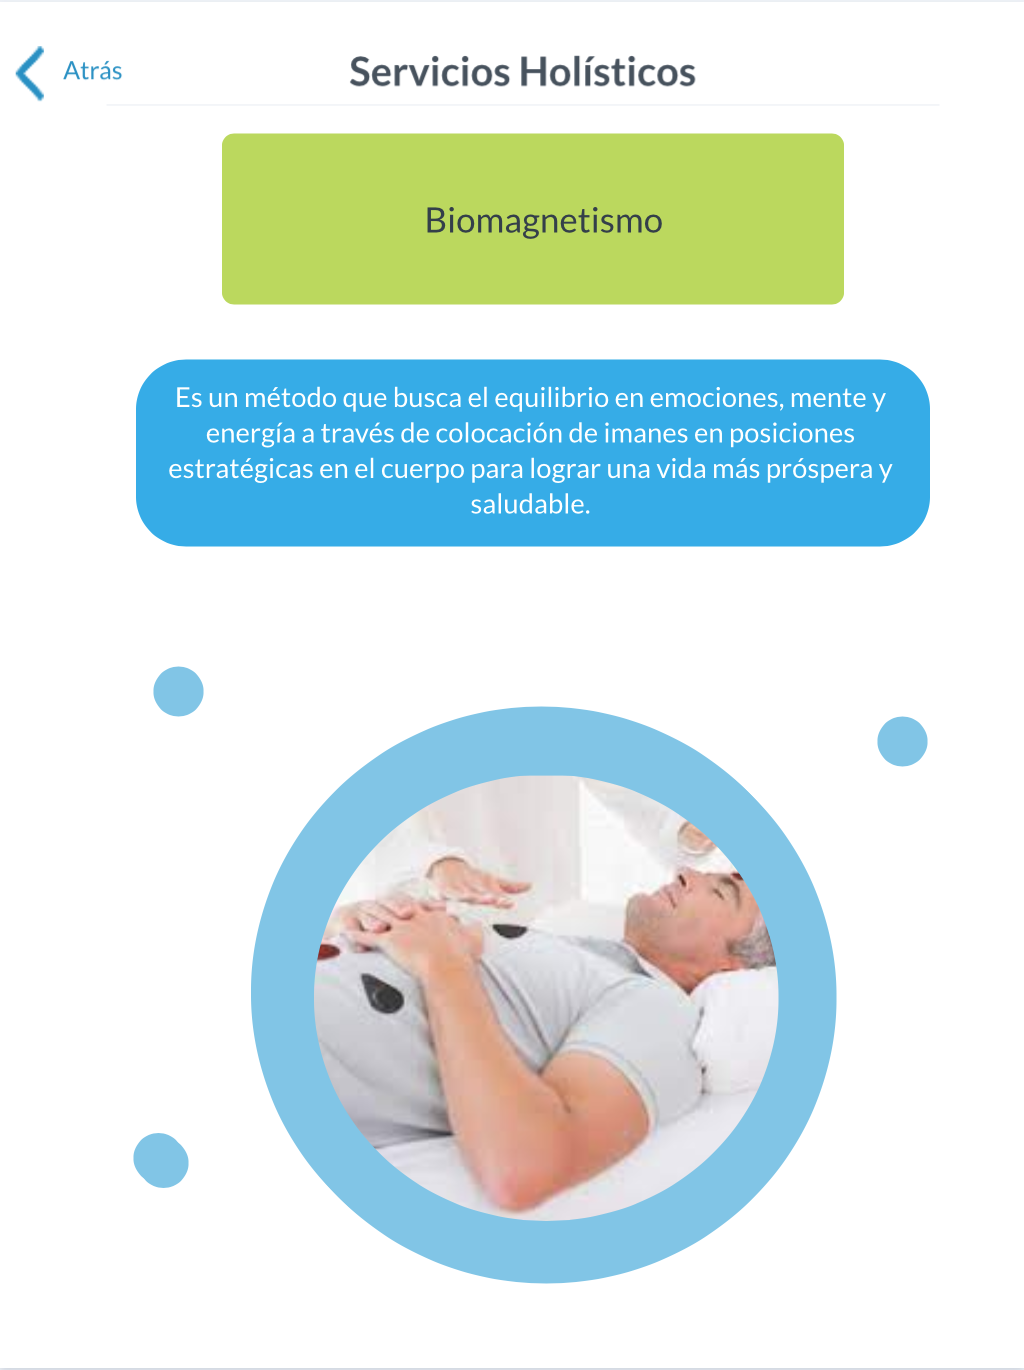 Atrás
Servicios Holísticos
Biomagnetismo
Es un método que busca el equilibrio en emociones, mente y
energía a través de colocación de imanes en posiciones
estratégicas en el cuerpo para lograr una vida más próspera y
saludable.